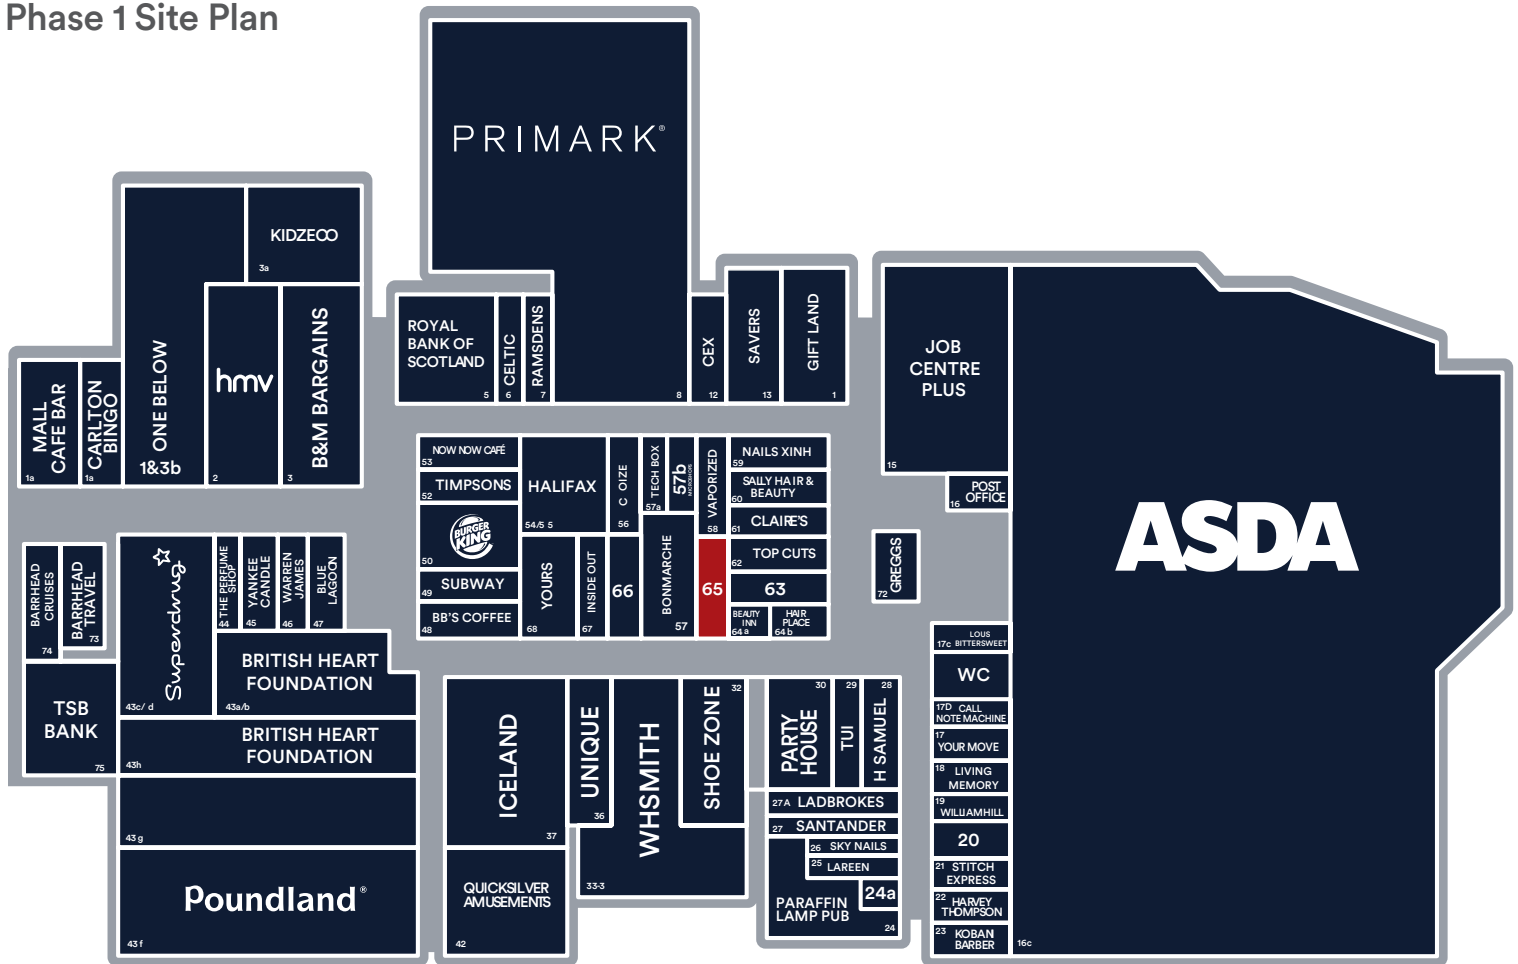 Phase 1 Site Plan
PRIMARK®
8
KIDZECO
3a
ONE BELOW
1&3b
hmv
2
B&M BARGAINS
3
MALL
CAFE BAR
1a
CARLTON
BINGO
1a
ROYAL
BANK OF
SCOTLAND
5
CELTIC
6
RAMSDENS
7
CEX
12
SAVERS
13
GIFT LAND
1
JOB
CENTRE
PLUS
15
POST
OFFICE
16
ASDA
16c
NOW NOW CAFÉ
53
TIMPSONS
52
BURGER
KING
50
SUBWAY
49
BB'S COFFEE
48
HALIFAX
54/5 5
C OIZE
56
TECH BOX
57a
57b
VAPORIZED
58
NAILS XINH
59
SALLY HAIR &
BEAUTY
60
CLAIRE'S
61
TOP CUTS
62
63
BEAUTY
INN
64 a
HAIR
PLACE
64 b
YOURS
68
INSIDE OUT
67
66
BONMARCHE
57
65
GREGGS
72
BARRHEAD
CRUISES
74
BARRHEAD
TRAVEL
73
TSB
BANK
75
Superdrug
43c/ d
THE PERFUME
SHOP
44
YANKEE
CANDLE
45
WARREN
JAMES
46
BLUE
LAGOON
47
BRITISH HEART
FOUNDATION
43a/b
BRITISH HEART
FOUNDATION
43h
43 g
Poundland®
43 f
ICELAND
37
UNIQUE
36
WHSMITH
33-3
SHOE ZONE
32
QUICKSILVER
AMUSEMENTS
42
PARTY
HOUSE
30
TUI
29
H SAMUEL
28
27A LADBROKES
27 SANTANDER
26 SKY NAILS
25 LAREEN
24a
PARAFFIN
LAMP PUB
24
LOUS
17c BITTERSWEET
WC
17D CALL
NOTE MACHINE
17
YOUR MOVE
18 LIVING
MEMORY
19
WILLIAMHILL
20
21 STITCH
EXPRESS
22 HARVEY
THOMPSON
23 KOBANI
BARBER